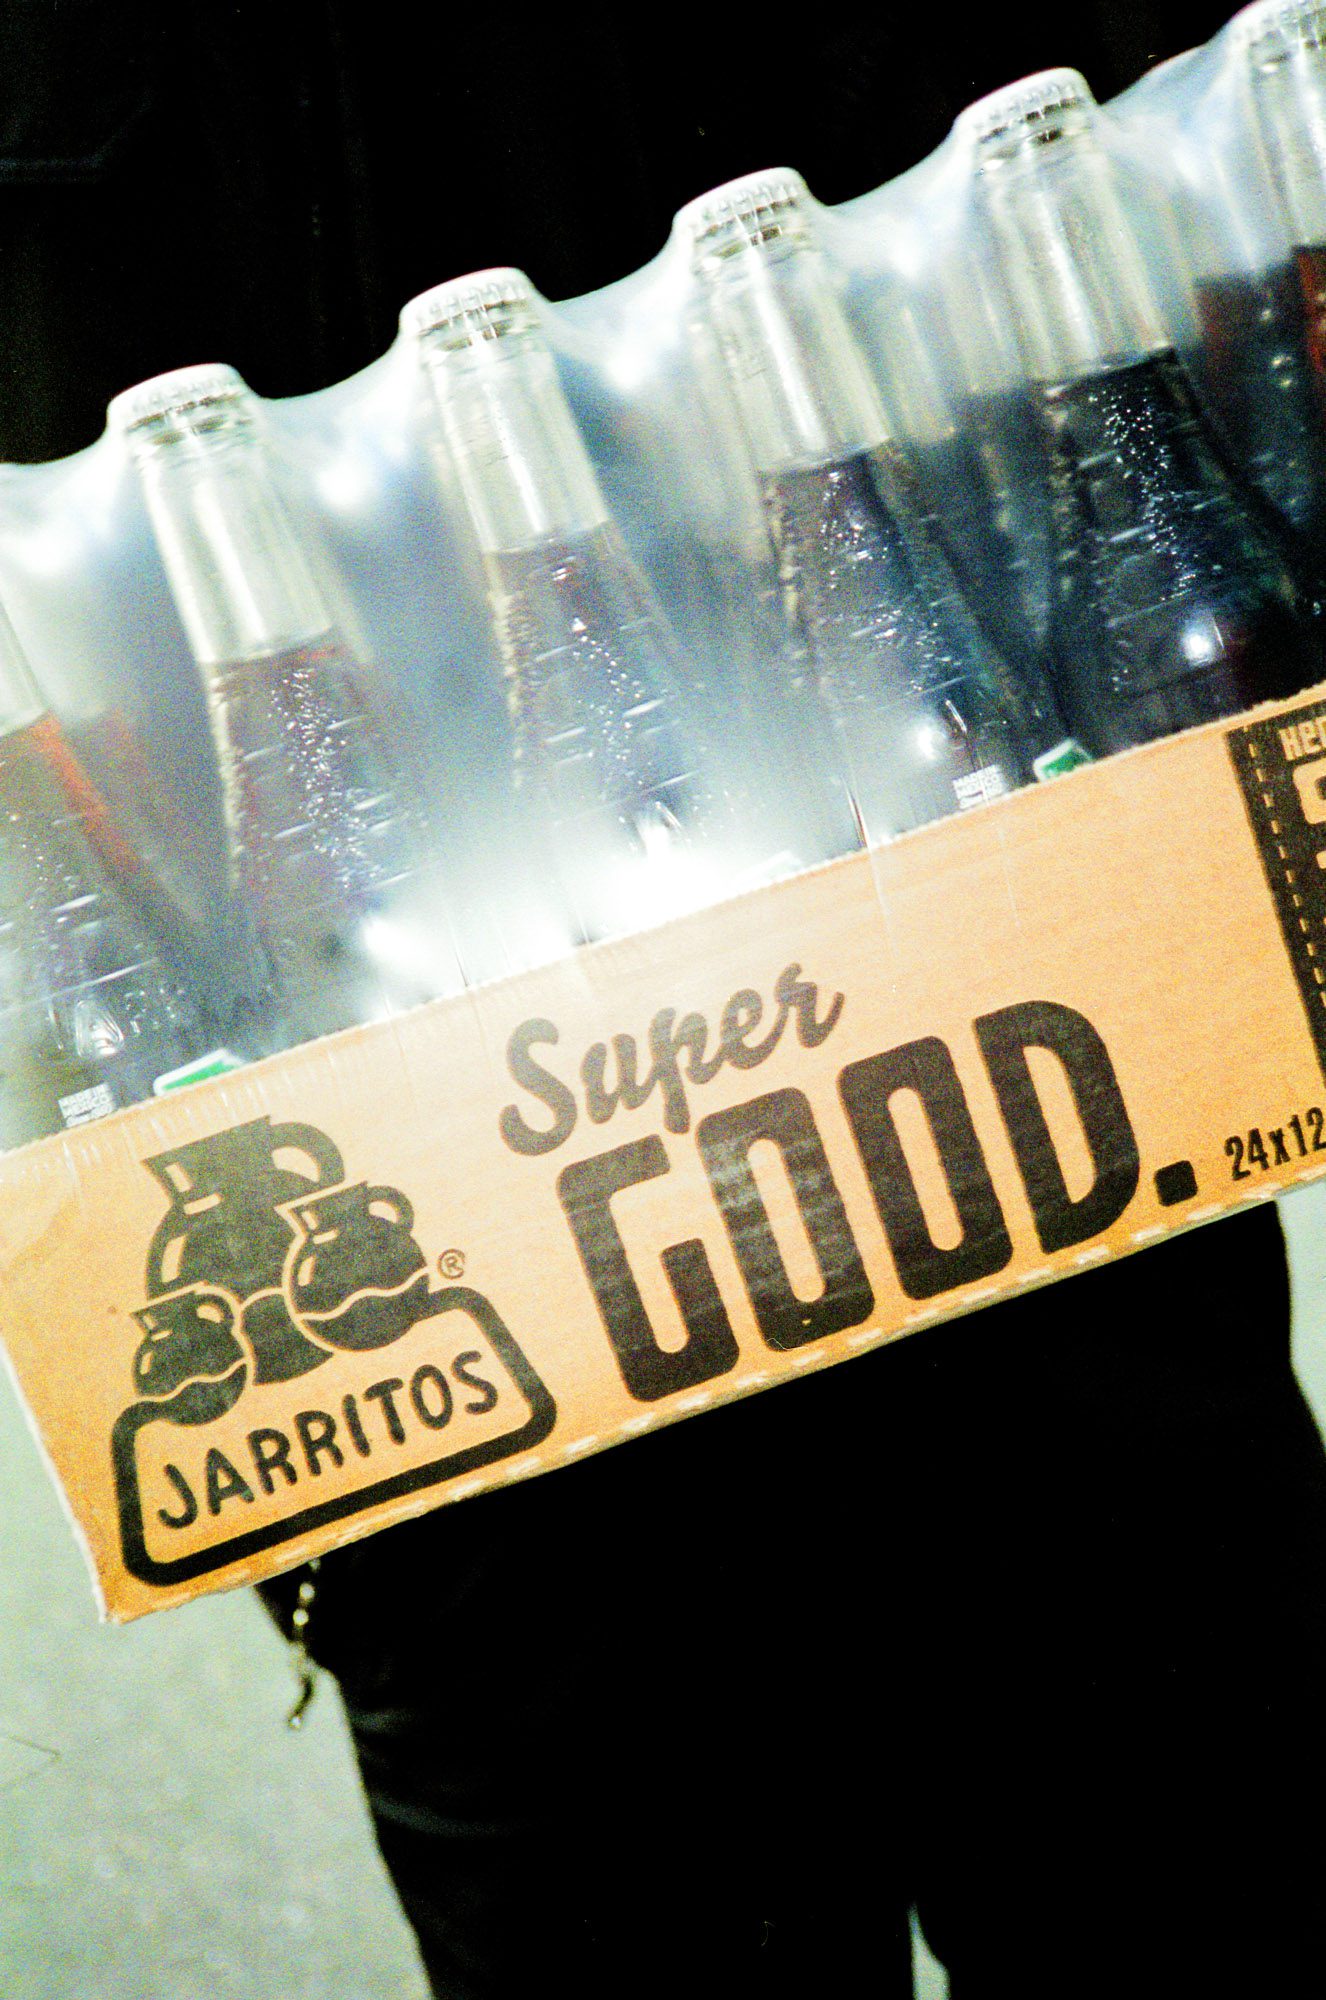 Super
GOOD.
JARRITOS
®
24x12